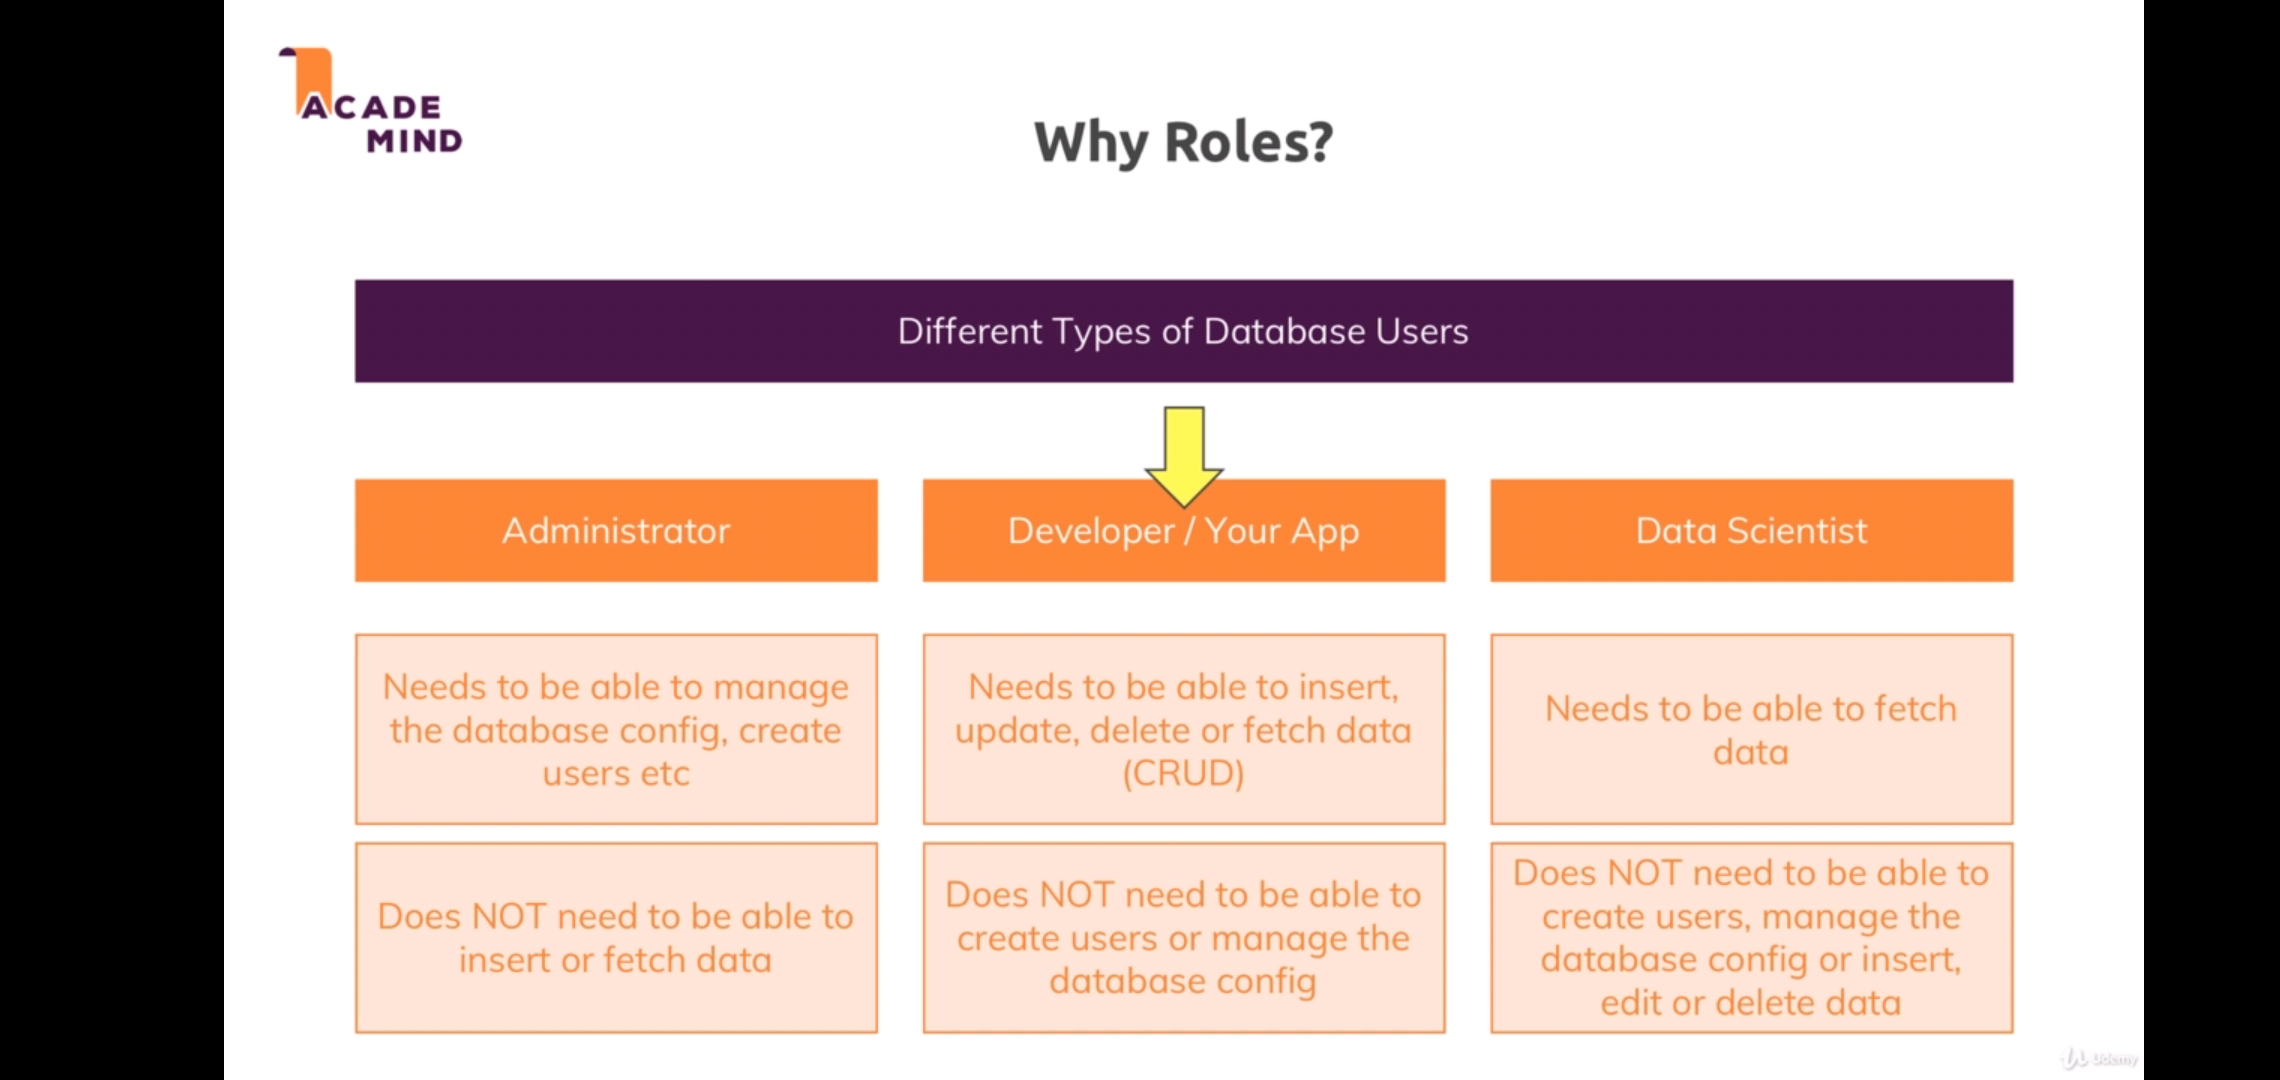 ACADE
MIND
Why Roles?
Different Types of Database Users
Administrator
Developer / Your App
Data Scientist
Needs to be able to manage
the database config, create
users etc
Needs to be able to insert,
update, delete or fetch data
(CRUD)
Needs to be able to fetch
data
Does NOT need to be able to
insert or fetch data
Does NOT need to be able to
create users or manage the
database config
Does NOT need to be able to
create users, manage the
database config or insert,
edit or delete data
Udemy